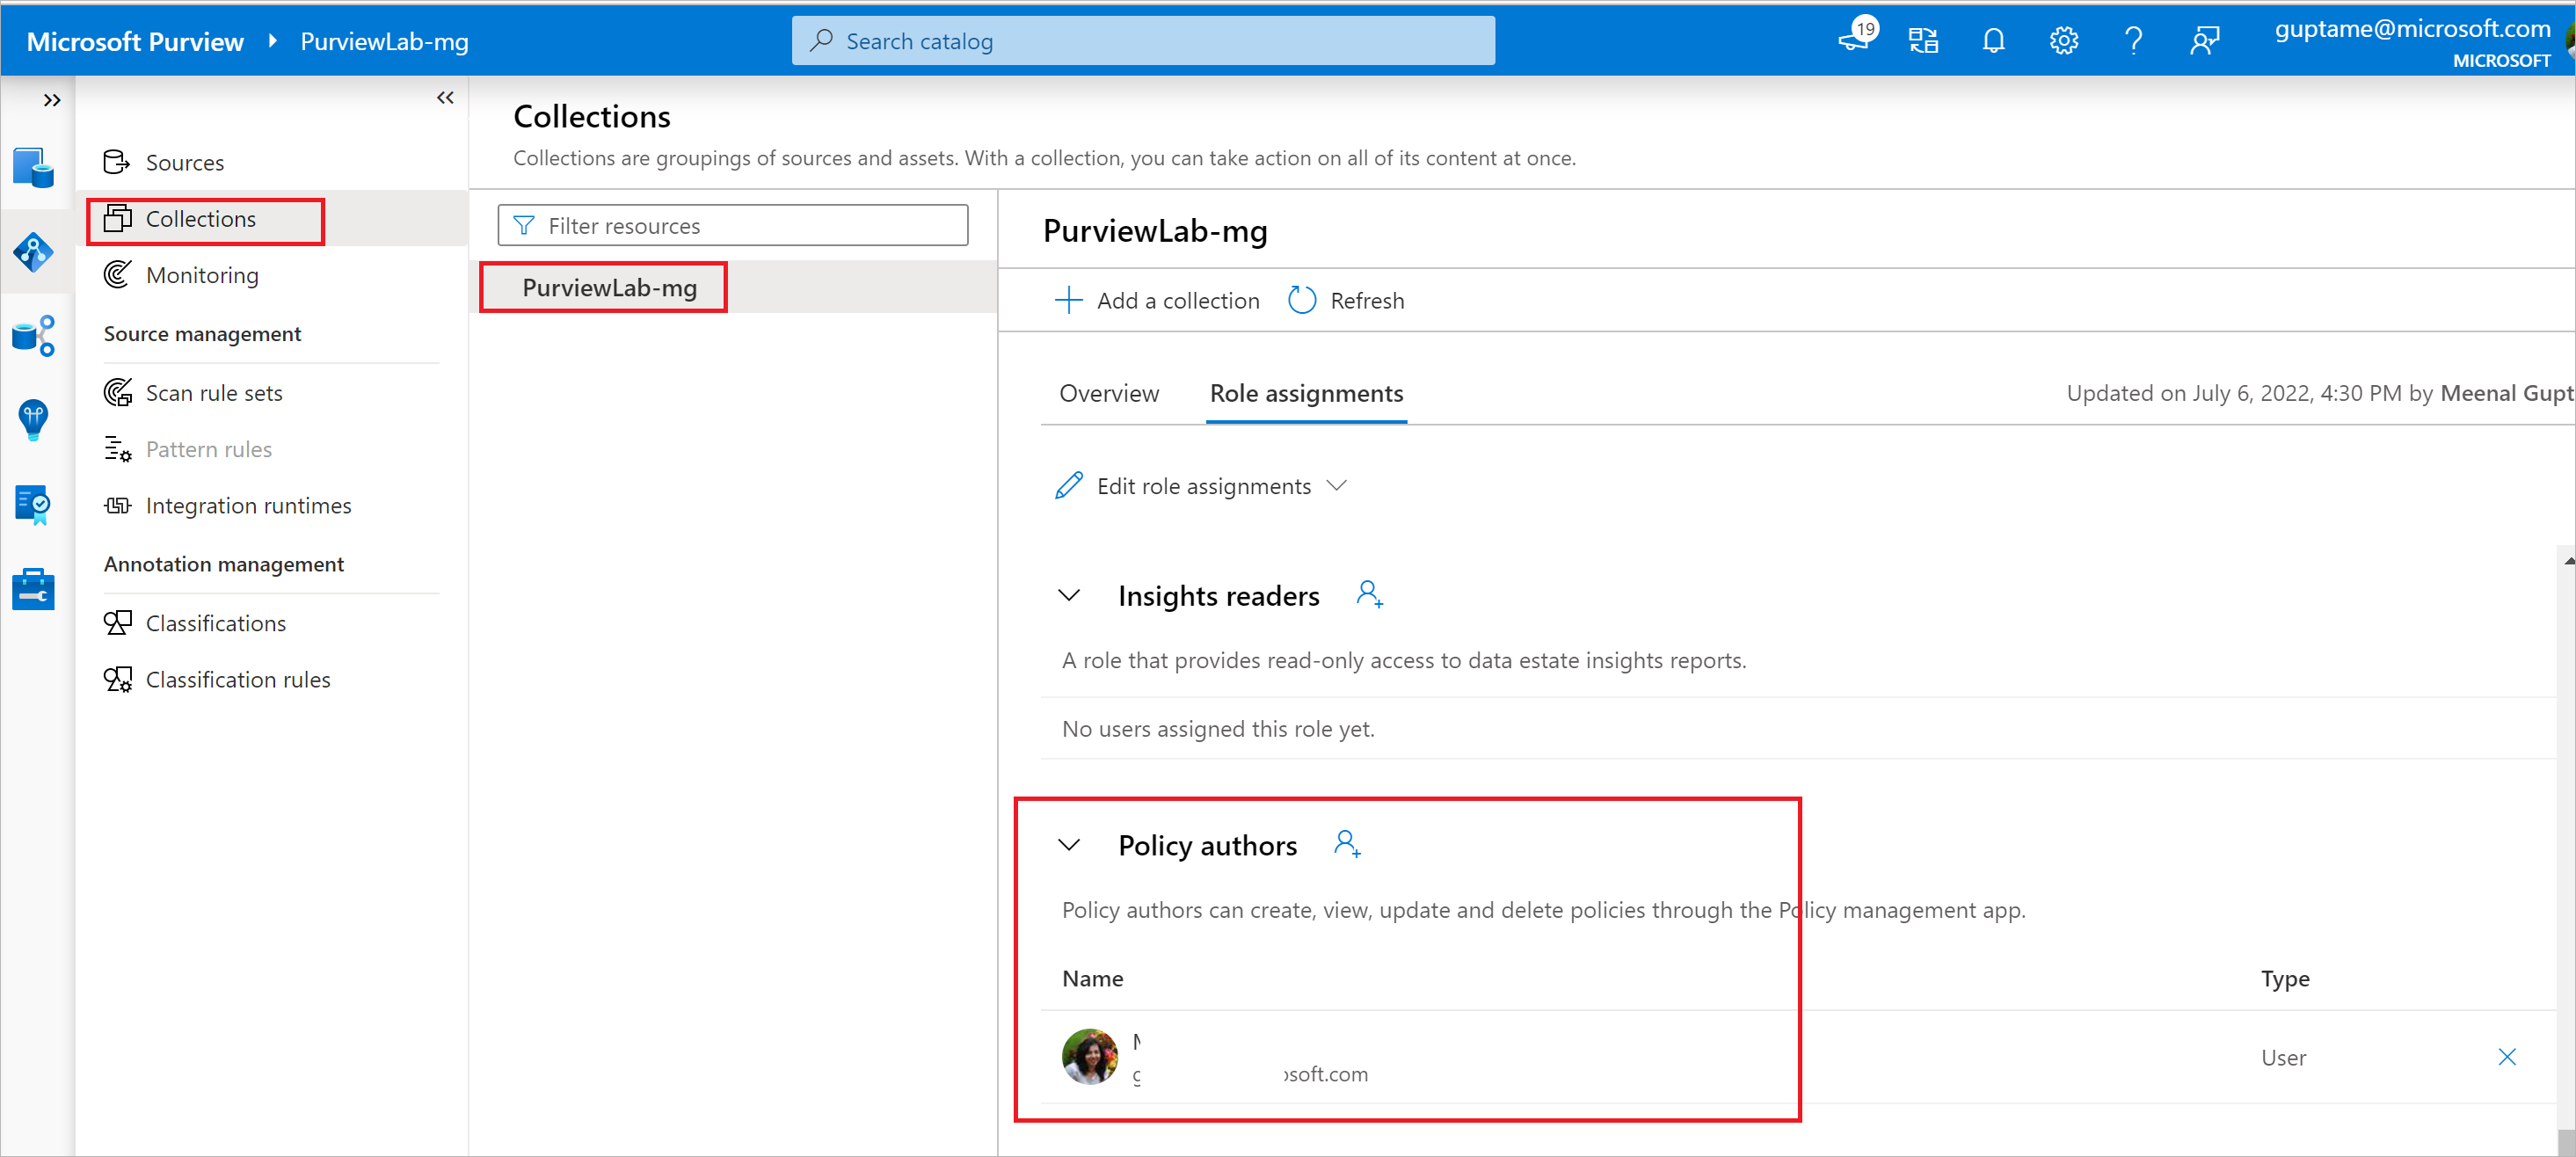 Microsoft Purview PurviewLab-mg
Search catalog
19
guptame@microsoft.com
MICROSOFT
Sources
Collections
Monitoring
Source management
Scan rule sets
Pattern rules
Integration runtimes
Annotation management
Classifications
Classification rules
Collections
Collections are groupings of sources and assets. With a collection, you can take action on all of its content at once.
Filter resources
PurviewLab-mg
PurviewLab-mg
Add a collection Refresh
Overview Role assignments Updated on July 6, 2022, 4:30 PM by Meenal Gupt
Edit role assignments
Insights readers
A role that provides read-only access to data estate insights reports.
No users assigned this role yet.
Policy authors
Policy authors can create, view, update and delete policies through the Policy management app.
Name Type
User
osoft.com